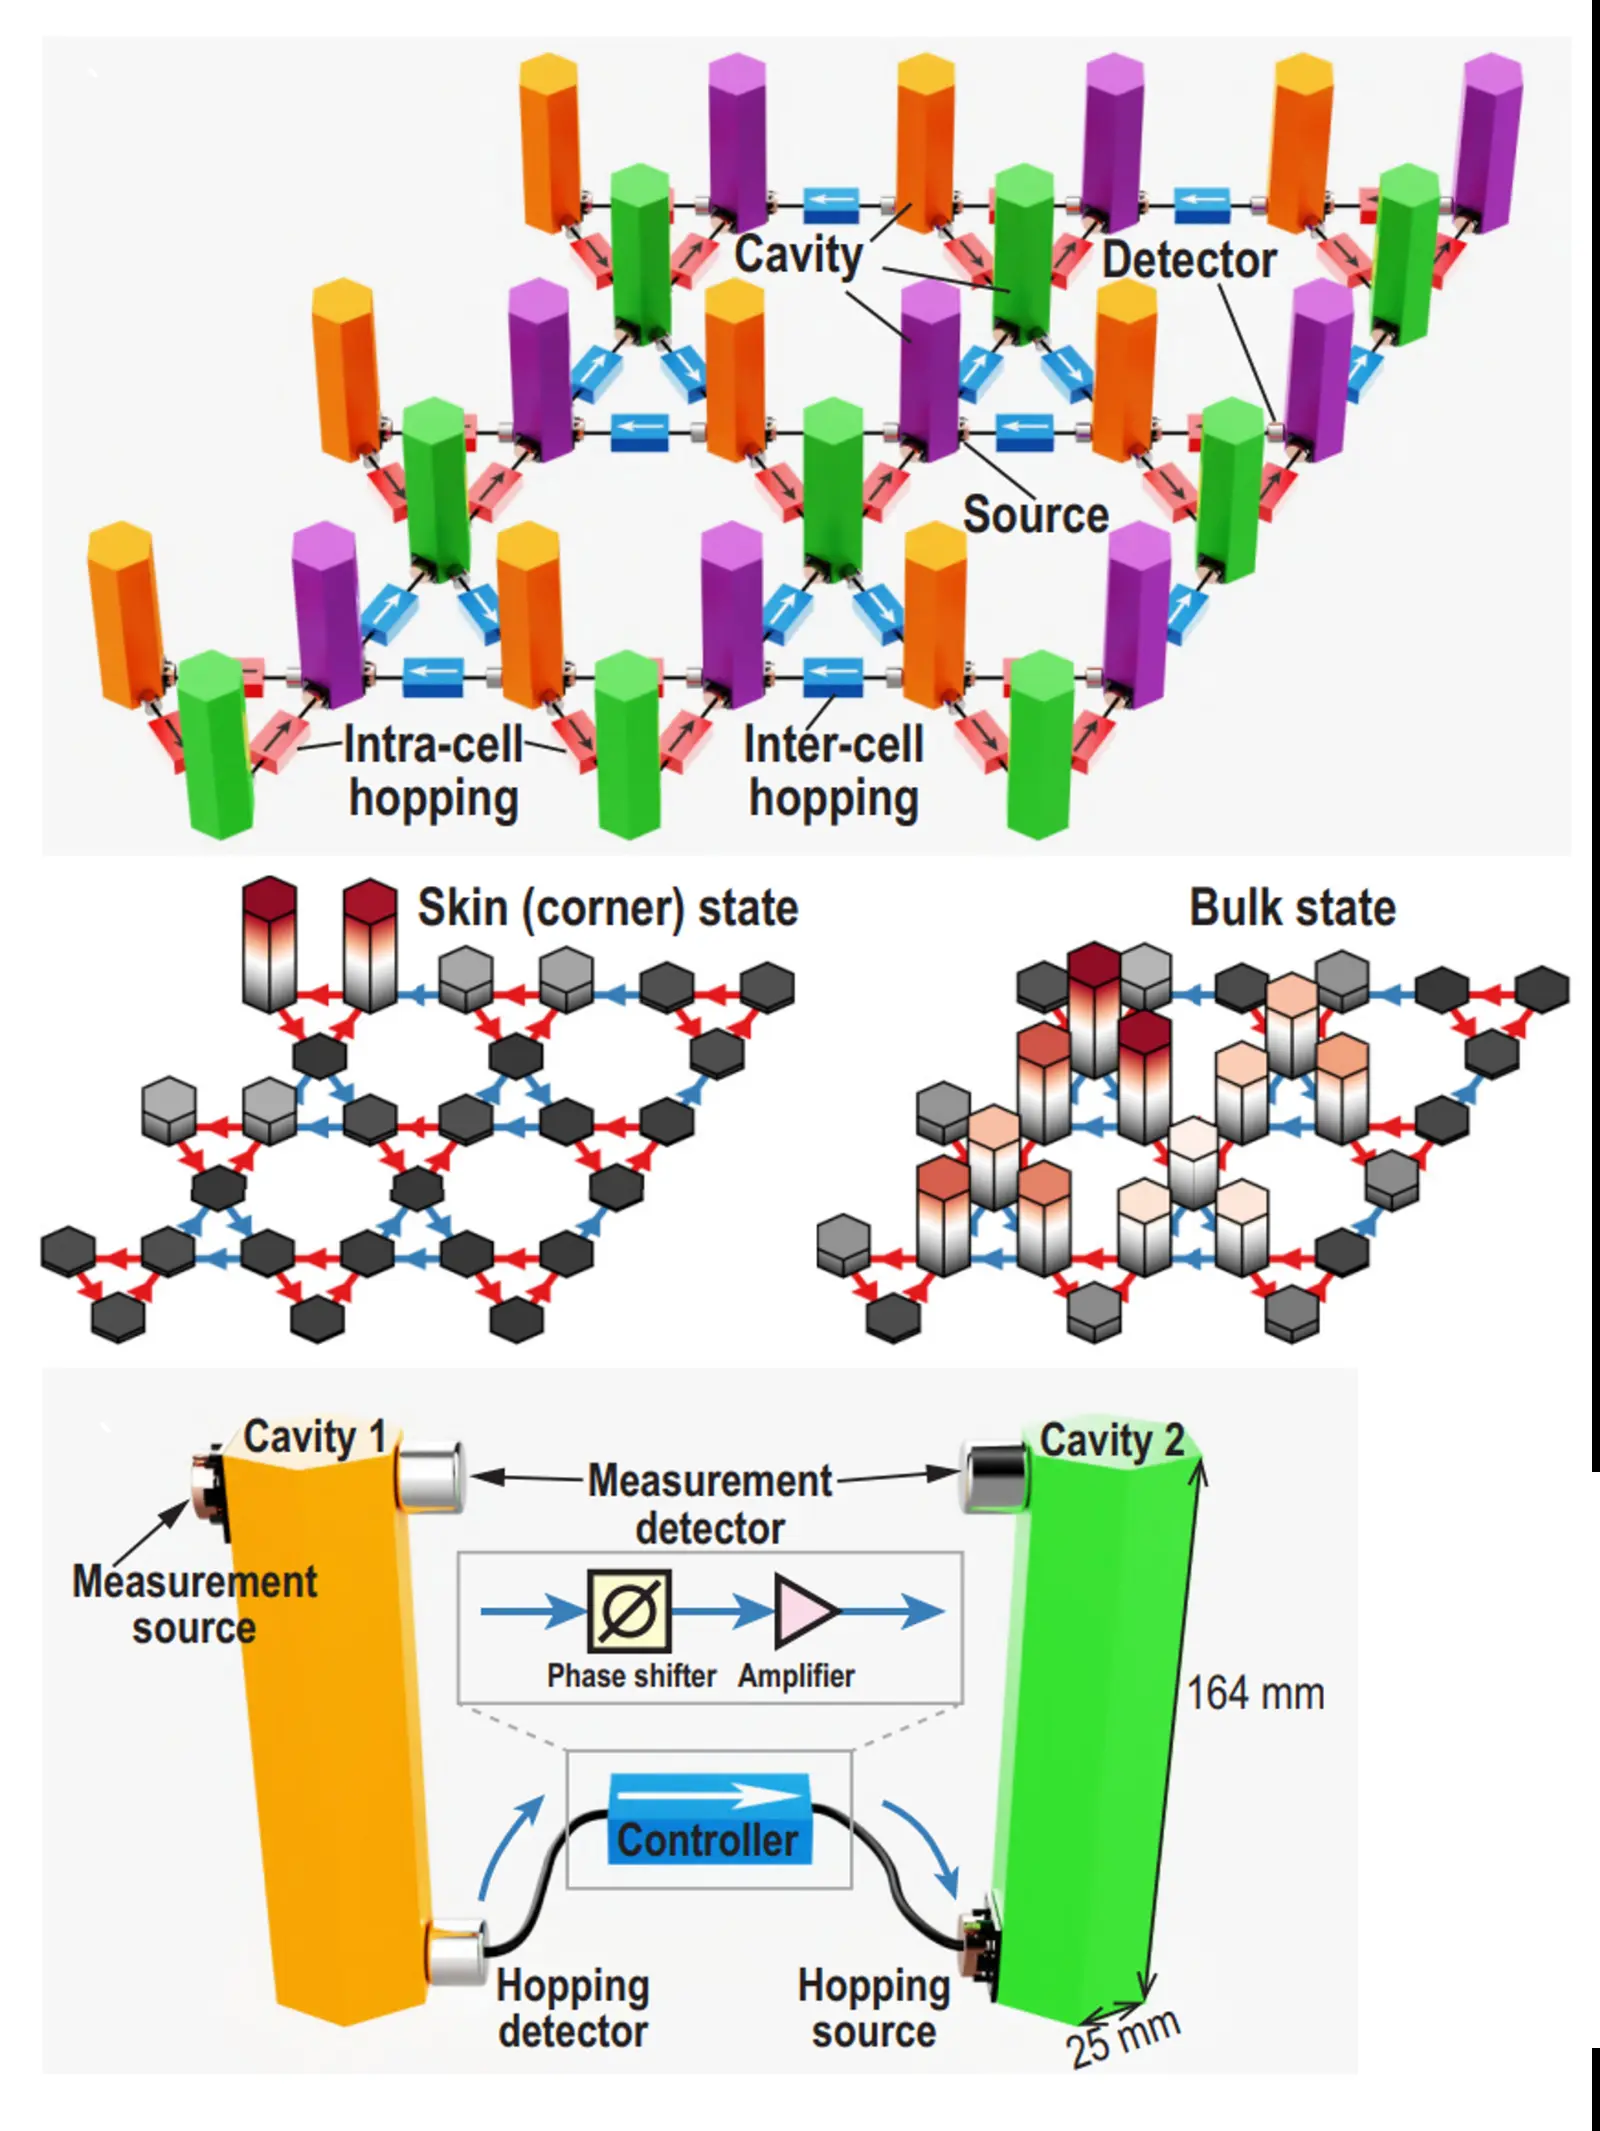 Cavity
Detector
Source
Intra-cell
hopping
Inter-cell
hopping
Skin (corner) state
Bulk state
Cavity 1
Cavity 2
Measurement
detector
Measurement
source
Phase shifter
Amplifier
164 mm
Controller
Hopping
detector
Hopping
source
25 mm